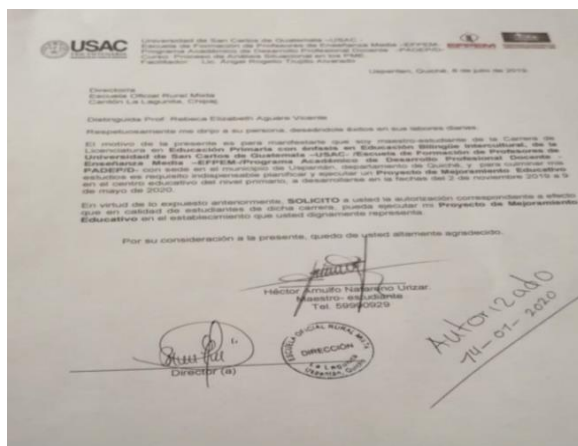 USAC
Universidad de San Carlos de Guatemala -USAC-
Escuela de Formación de Profesores de Enseñanza Media -EFPEM-
Programa Académico de Desarrollo Profesional Docente -PADEP/D-
Curso: Proceso de Análisis Situacional en los PME.
Facilitador: Lic. Angel Rogelio Trujillo Alvarado
EFPEM
Uspantán, Quiché, 6 de julio de 2019.
Directora
Escuela Oficial Rural Mixta
Cantón La Lagunita, Chipaj
Distinguida Prof. Rebeca Elizabeth Aguare Vicente
Respetuosamente me dirijo a su persona, deseándole éxitos en sus labores diarias.
El motivo de la presente es para manifestarle que soy maestro-estudiante de la Carrera de
Licenciatura en Educación Primaria con énfasis en Educación Bilingüe Intercultural, de la
Universidad de San Carlos de Guatemala –USAC- /Escuela de Formación de Profesores de
Enseñanza Media –EFPEM-/Programa Académico de Desarrollo Profesional Docente -
PADEP/D- con sede en el municipio de Uspantán, departamento de Quiché, y para culminar mis
estudios es requisito indispensable planificar y ejecutar un Proyecto de Mejoramiento Educativo
en el centro educativo del nivel primario, a desarrollarse en la fechas del 2 de noviembre 2019 a 9
de mayo de 2020.
En virtud de lo expuesto anteriormente, SOLICITO a usted la autorización correspondiente a efecto
que en calidad de estudiantes de dicha carrera, pueda ejecutar mi Proyecto de Mejoramiento
Educativo en el establecimiento que usted dignamente representa.
Por su consideración a la presente, quedo de usted altamente agradecido.
Héctor Arnulfo Natareno Urizar.
Maestro- estudiante
Tel. 59990929
Director (a)
ESCUELA OFICIAL RURAL MIXTA
DIRECCIÓN
La Lagunita
Uspantán, Quiché
Autorizado
14-01-2020